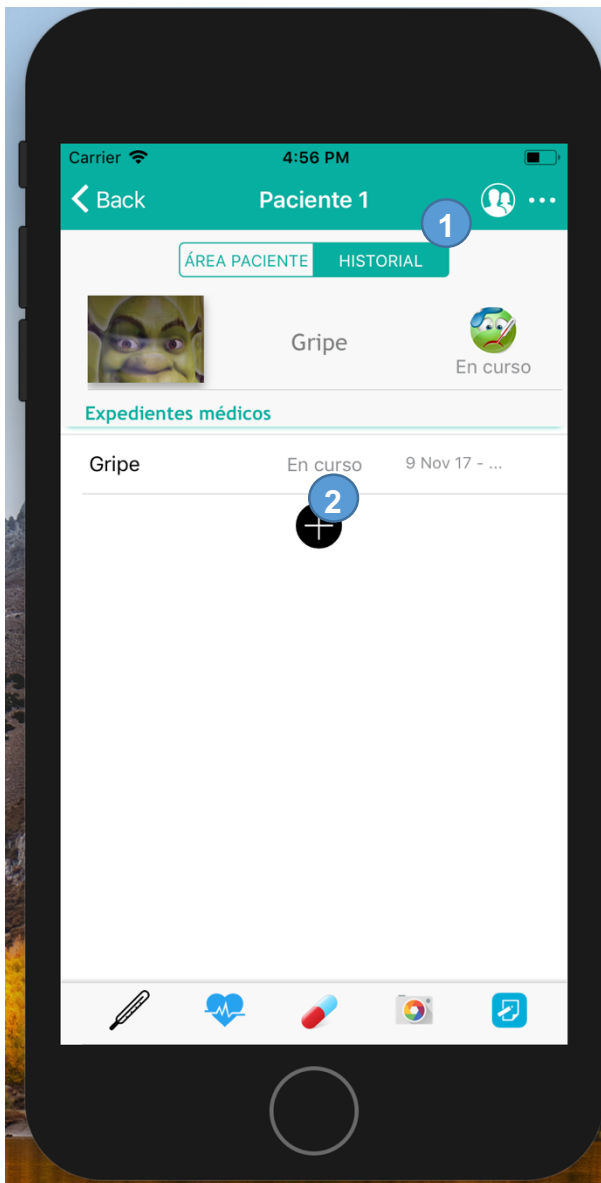 Carrier 4:56 PM
Back Paciente 1
1
ÁREA PACIENTE HISTORIAL
Gripe
En curso
Expedientes médicos
Gripe En curso 9 Nov 17 - ...
2